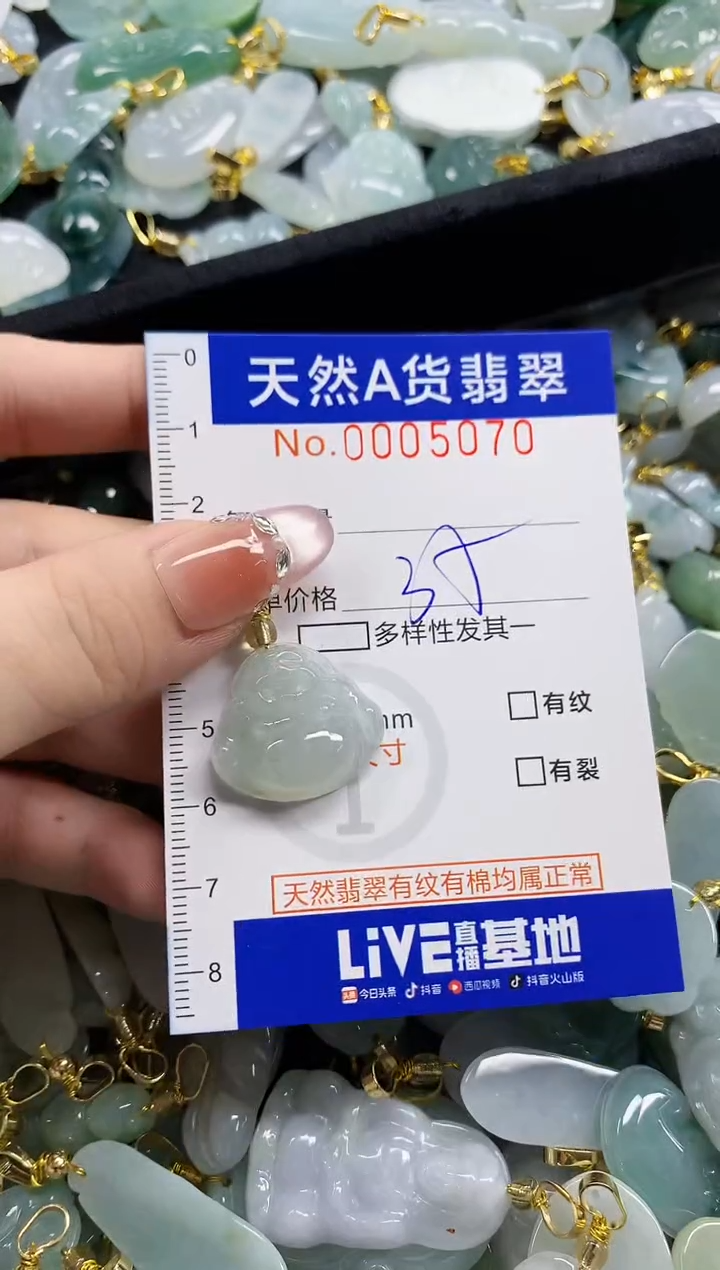 天然A货翡翠
No.0005070
单价格
多样性发其一
mm
寸
有纹
有裂
天然翡翠有纹有棉均属正常
LiVE直播基地
头条 今日头条 抖音 西瓜视频 抖音火山版
0
1
2
5
6
7
8